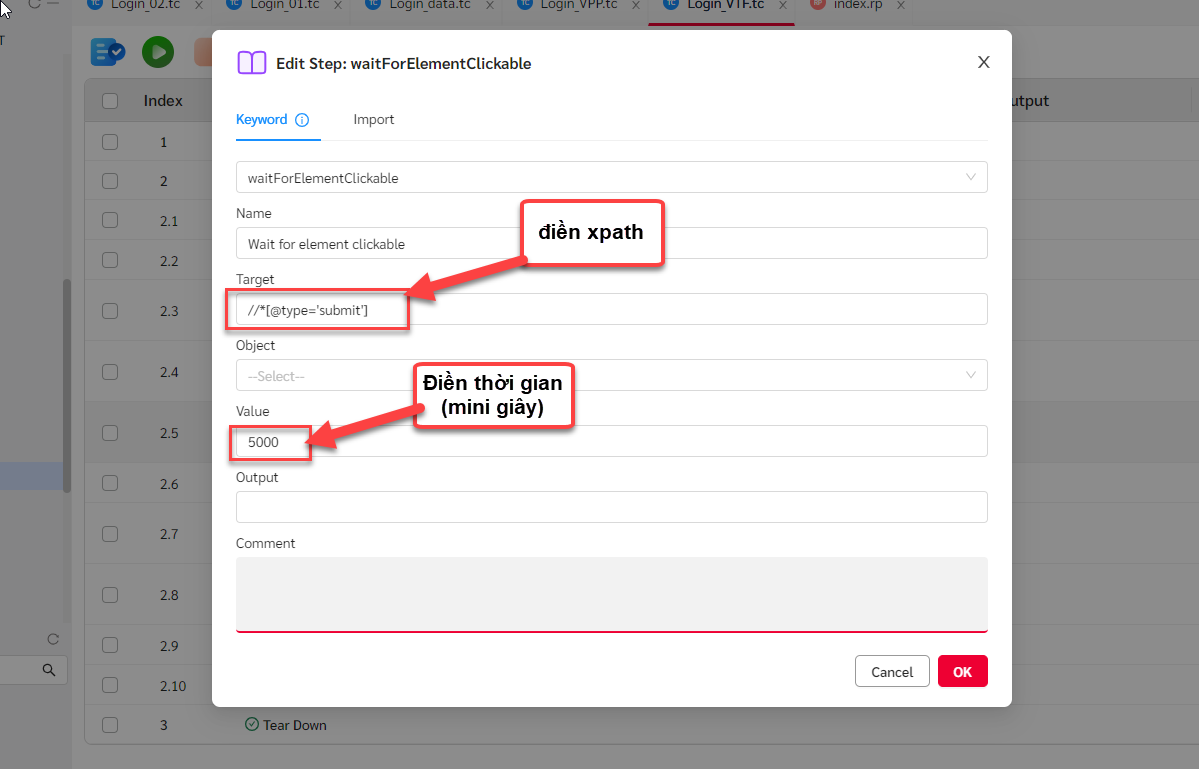 Login_02.tc
Login_01.tc
Login_data.tc
Login_VPP.tc
Login_VTF.tc
index.rp
T
Edit Step: waitForElementClickable
X
Index
utput
Keyword
Import
1
waitForElementClickable
2
Name
điền xpath
2.1
Wait for element clickable
2.2
Target
2.3
//*[@type='submit']
Object
2.4
--Select--
Điền thời gian
(mini giây)
Value
2.5
5000
Output
2.6
2.7
Comment
2.8
2.9
Cancel
OK
2.10
3
Tear Down